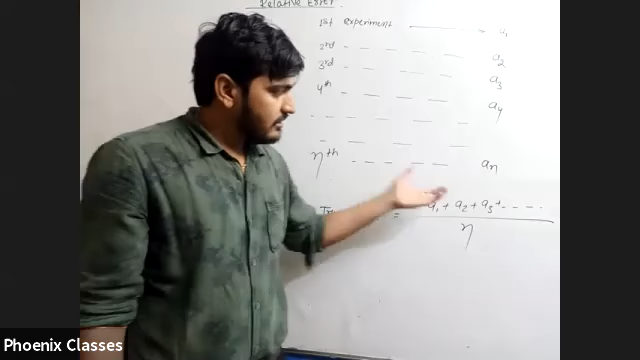 Relative Error
1st experiment ———— - a₁
2nd - — — — — a₂
3rd — — — — — a₃
4th - — — — — a₄
- - - — — — —
- — — —
nth - — — — — — aₙ
= a₁ + a₂ + a₃ + - - - -
n
Phoenix Classes